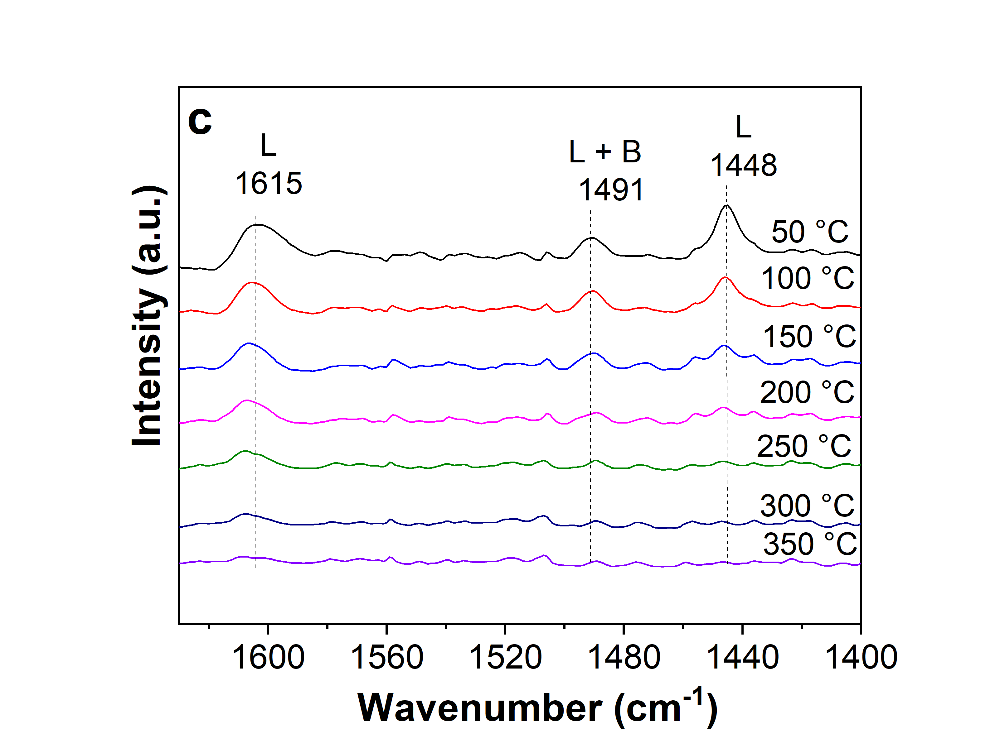 c
L
1615
L + B
1491
L
1448
50 °C
100 °C
150 °C
200 °C
250 °C
300 °C
350 °C
Intensity (a.u.)
1600
1560
1520
1480
1440
1400
Wavenumber (cm⁻¹)